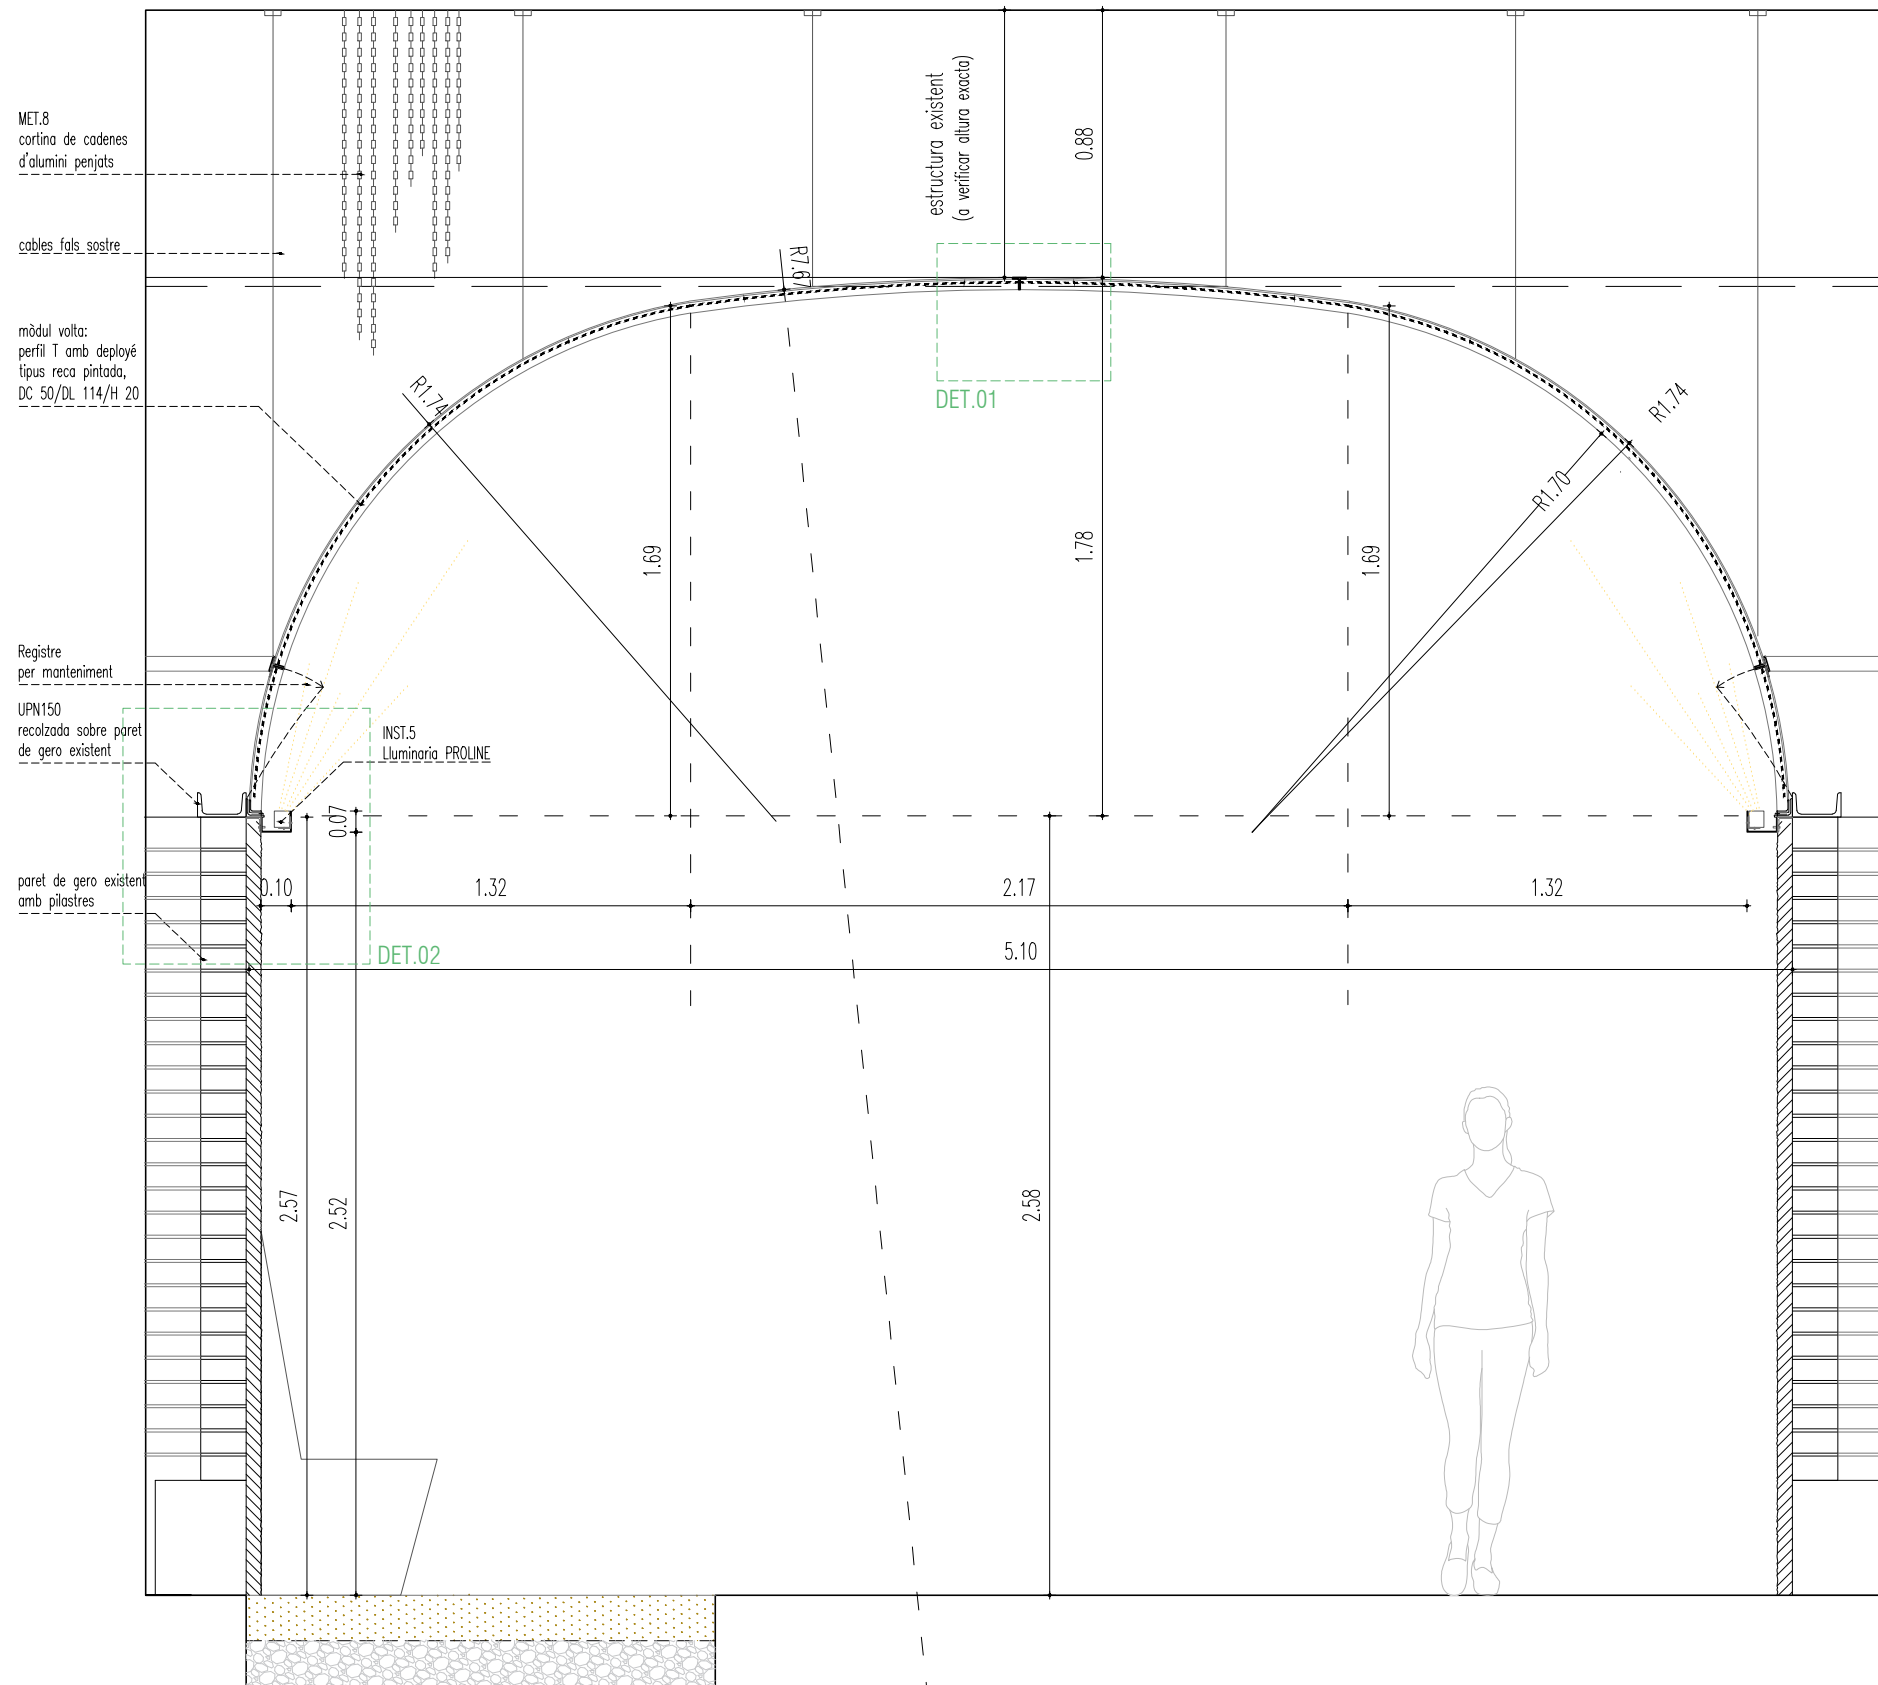 MET.8
cortina de cadenes
d'alumini penjats
cables fals sostre
mòdul volta:
perfil T amb deployé
tipus reca pintada,
DC 50/DL 114/H 20
Registre
per manteniment
UPN150
recolzada sobre paret
de gero existent
paret de gero existent
amb pilastres
INST.5
Lluminaria PROLINE
estructura existent
(a verificar altura exacta)
0.88
R7.67
DET.01
R1.74
R1.74
R1.70
1.69
1.78
1.69
0.07
0.10
1.32
2.17
1.32
5.10
DET.02
2.57
2.52
2.58